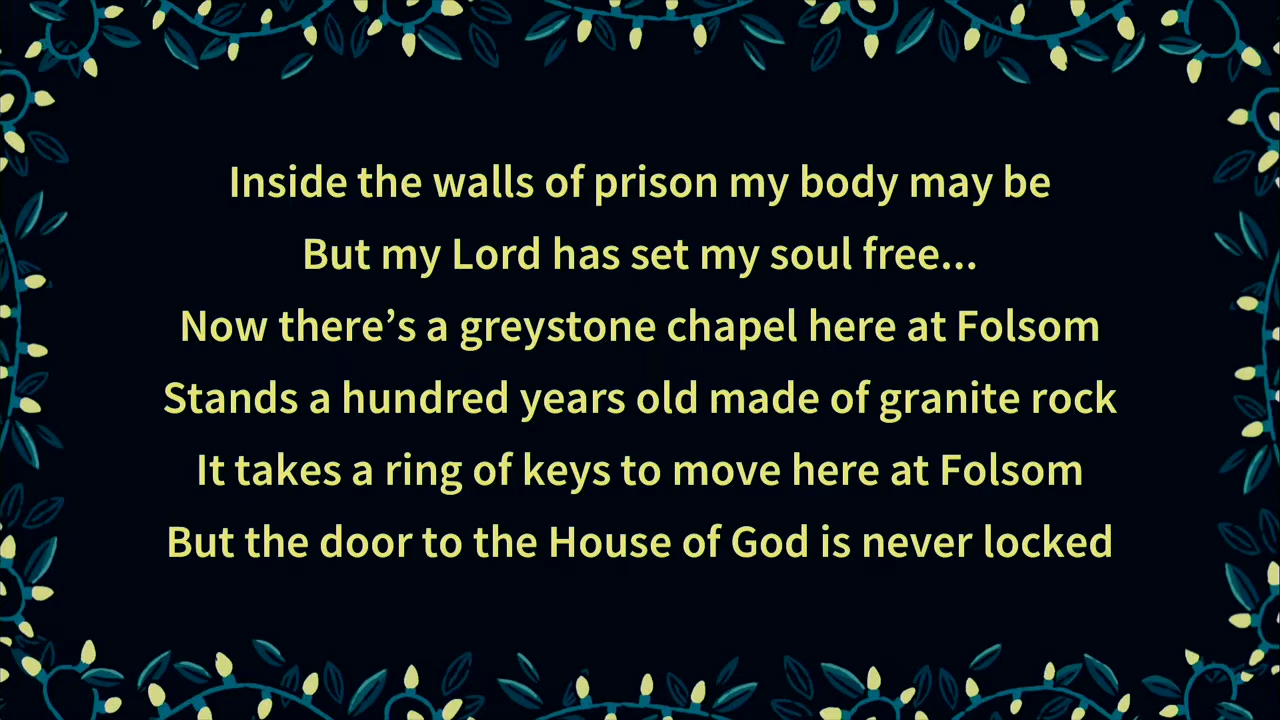 Inside the walls of prison my body may be
But my Lord has set my soul free...
Now there’s a greystone chapel here at Folsom
Stands a hundred years old made of granite rock
It takes a ring of keys to move here at Folsom
But the door to the House of God is never locked